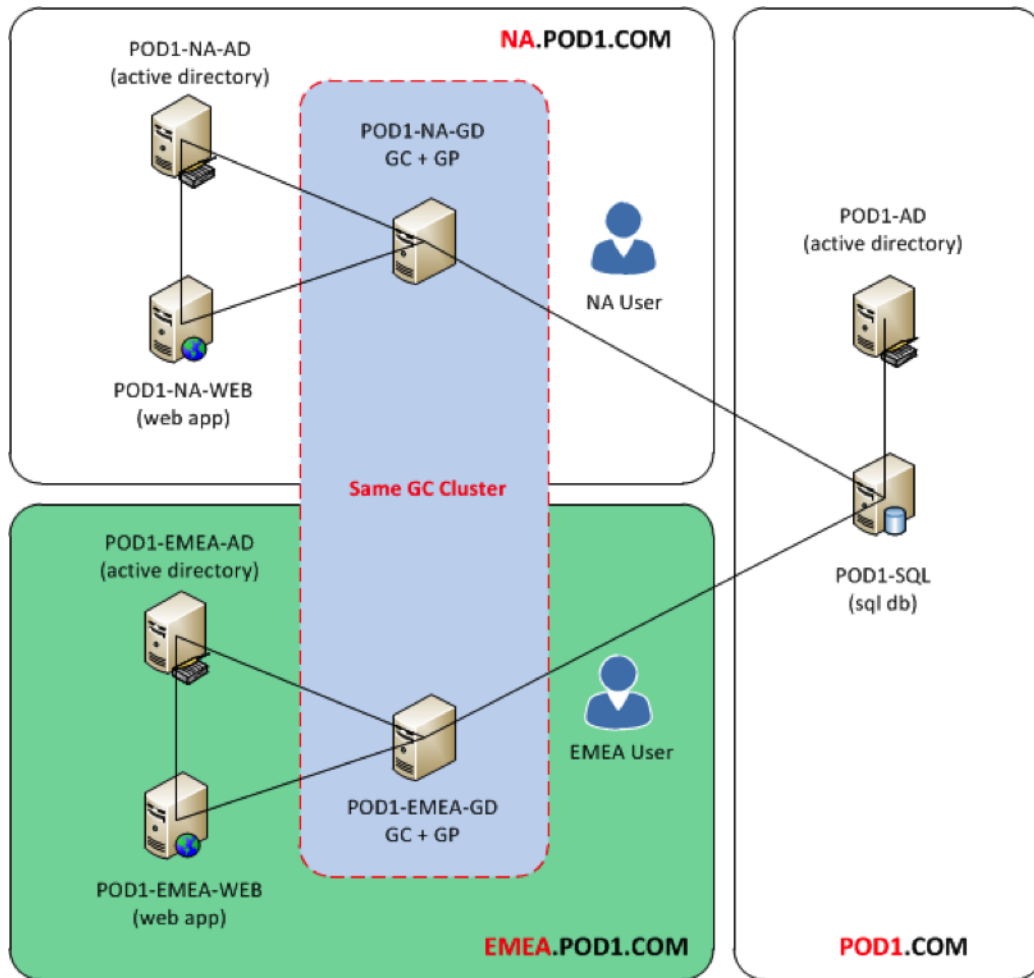 NA.POD1.COM
POD1-NA-AD
(active directory)
POD1-NA-GD
GC + GP
NA User
POD1-NA-WEB
(web app)
Same GC Cluster
POD1-EMEA-AD
(active directory)
EMEA User
POD1-EMEA-GD
GC + GP
POD1-EMEA-WEB
(web app)
EMEA.POD1.COM
POD1-AD
(active directory)
POD1-SQL
(sql db)
POD1.COM